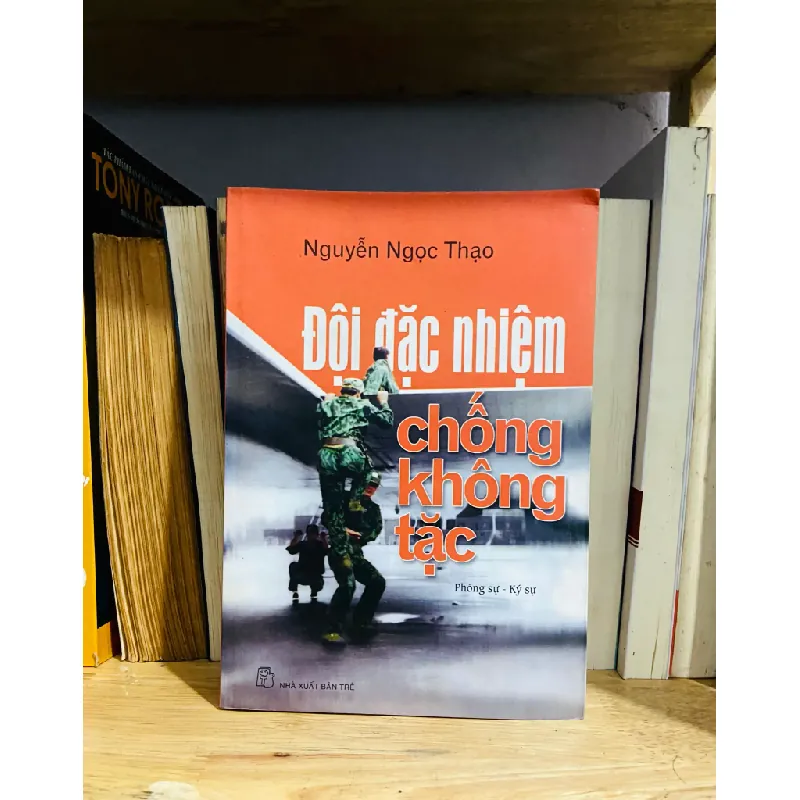 TONY
Nguyễn Ngọc Thạo
Đội đặc nhiệm
chống
không
tặc
Phóng sự - Ký sự
NHÀ XUẤT BẢN TRẺ